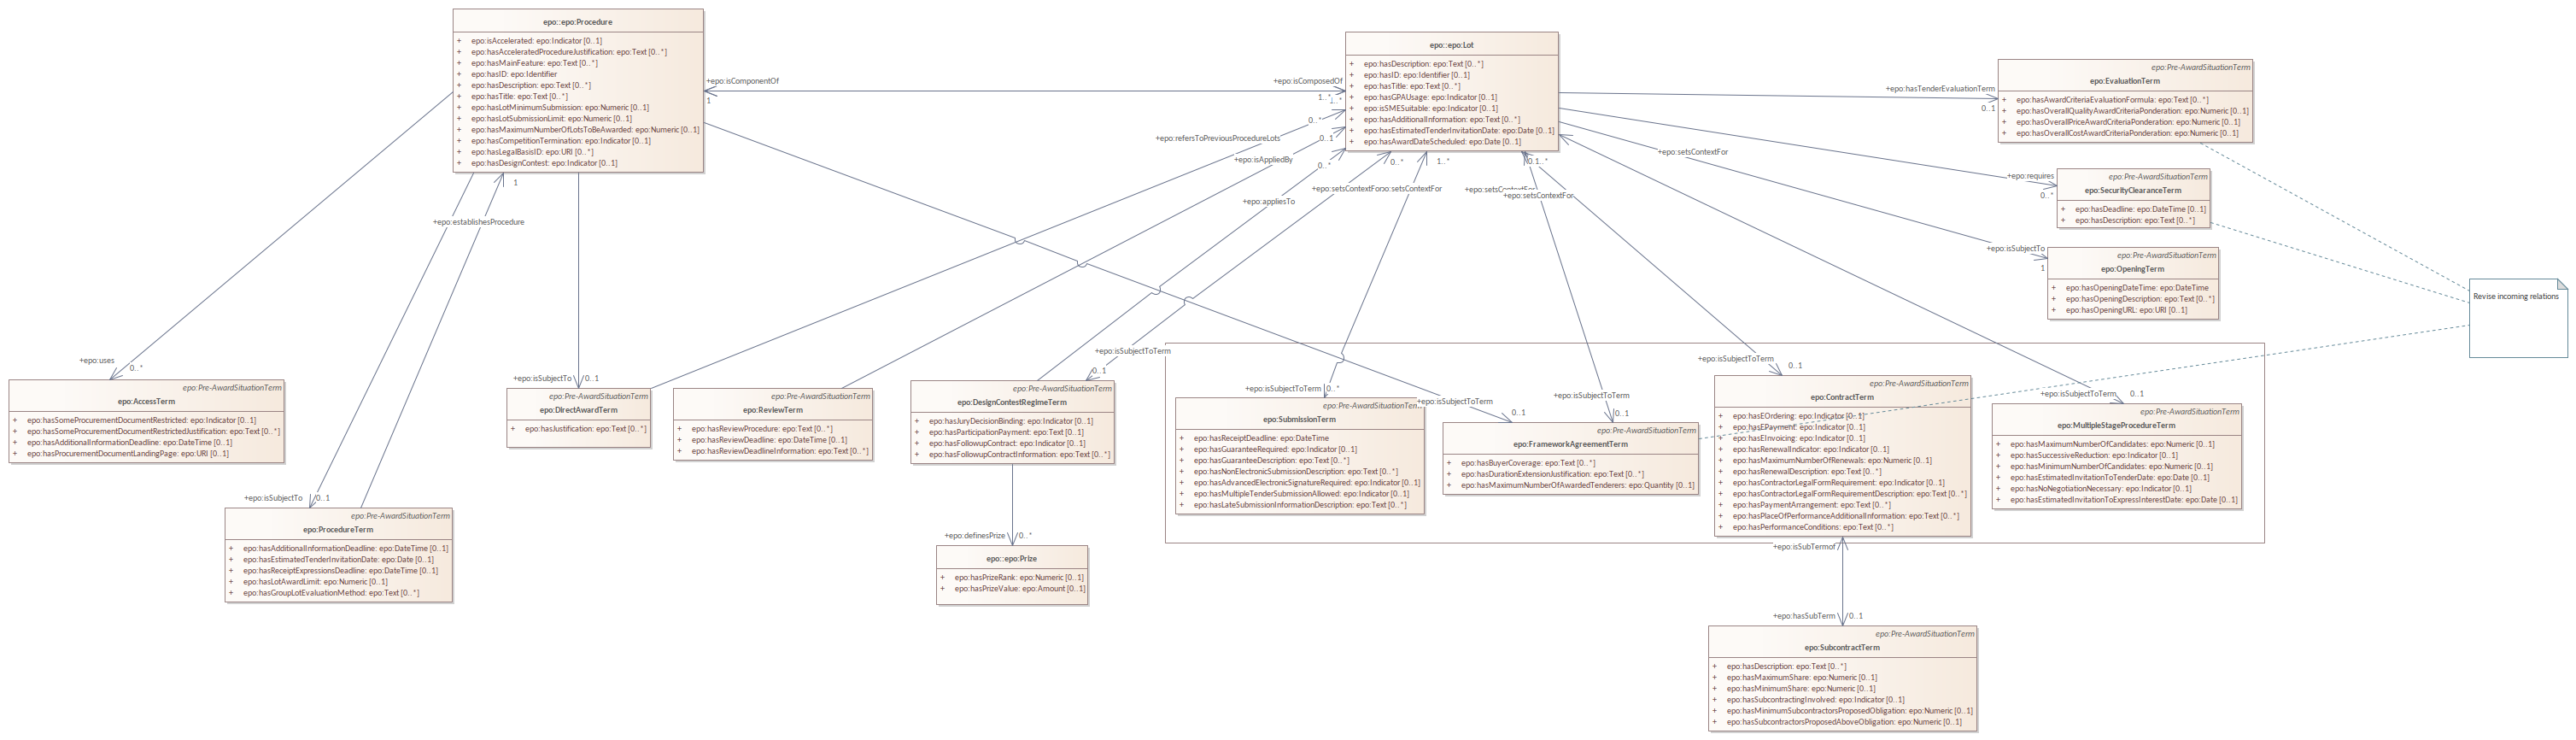 epo::epo:Procedure
+ epo:isAccelerated: epo:Indicator [0..1]
+ epo:hasAcceleratedProcedureJustification: epo:Text [0..*]
+ epo:hasMainFeature: epo:Text [0..*]
+ epo:hasID: epo:Identifier
+ epo:hasDescription: epo:Text [0..*]
+ epo:hasTitle: epo:Text [0..*]
+ epo:hasLotMinimumSubmission: epo:Numeric [0..1]
+ epo:hasLotSubmissionLimit: epo:Numeric [0..1]
+ epo:hasMaximumNumberOfLotsToBeAwarded: epo:Numeric [0..1]
+ epo:hasCompetitionTermination: epo:Indicator [0..1]
+ epo:hasLegalBasisID: epo:URI [0..*]
+ epo:hasDesignContest: epo:Indicator [0..1]
+epo:isComponentOf
1
+epo:isComposedOf
1..*
1..*
epo::epo:Lot
+ epo:hasDescription: epo:Text [0..*]
+ epo:hasID: epo:Identifier [0..1]
+ epo:hasTitle: epo:Text [0..*]
+ epo:hasGPAUsage: epo:Indicator [0..1]
+ epo:isSMESuitable: epo:Indicator [0..1]
+ epo:hasAdditionalInformation: epo:Text [0..*]
+ epo:hasEstimatedTenderInvitationDate: epo:Date [0..1]
+ epo:hasAwardDateScheduled: epo:Date [0..1]
+epo:hasTenderEvaluationTerm
0..1
epo:Pre-AwardSituationTerm
epo:EvaluationTerm
+ epo:hasAwardCriteriaEvaluationFormula: epo:Text [0..*]
+ epo:hasOverallQualityAwardCriteriaPonderation: epo:Numeric [0..1]
+ epo:hasOverallPriceAwardCriteriaPonderation: epo:Numeric [0..1]
+ epo:hasOverallCostAwardCriteriaPonderation: epo:Numeric [0..1]
0..*
+epo:refersToPreviousProcedureLots
0..1
+epo:isAppliedBy
0..*
+epo:appliesTo
0..*
+epo:setsContextFor
1..*
+epo:setsContextFor
0..1..*
+epo:setsContextFor
+epo:setsContextFor
+epo:setsContextFor
+epo:requires
0..*
epo:Pre-AwardSituationTerm
epo:SecurityClearanceTerm
+ epo:hasDeadline: epo:DateTime [0..1]
+ epo:hasDescription: epo:Text [0..*]
+epo:isSubjectTo
1
epo:Pre-AwardSituationTerm
epo:OpeningTerm
+ epo:hasOpeningDateTime: epo:DateTime
+ epo:hasOpeningDescription: epo:Text [0..*]
+ epo:hasOpeningURL: epo:URI [0..1]
Revise incoming relations
1
+epo:establishesProcedure
+epo:uses
0..*
epo:Pre-AwardSituationTerm
epo:AccessTerm
+ epo:hasSomeProcurementDocumentRestricted: epo:Indicator [0..1]
+ epo:hasSomeProcurementDocumentRestrictedJustification: epo:Text [0..*]
+ epo:hasAdditionalInformationDeadline: epo:DateTime [0..1]
+ epo:hasProcurementDocumentLandingPage: epo:URI [0..1]
+epo:isSubjectTo
0..1
epo:Pre-AwardSituationTerm
epo:ProcedureTerm
+ epo:hasAdditionalInformationDeadline: epo:DateTime [0..1]
+ epo:hasEstimatedTenderInvitationDate: epo:Date [0..1]
+ epo:hasReceiptExpressionsDeadline: epo:DateTime [0..1]
+ epo:hasLotAwardLimit: epo:Numeric [0..1]
+ epo:hasGroupLotEvaluationMethod: epo:Text [0..*]
+epo:isSubjectTo
0..1
epo:Pre-AwardSituationTerm
epo:DirectAwardTerm
+ epo:hasJustification: epo:Text [0..*]
epo:Pre-AwardSituationTerm
epo:ReviewTerm
+ epo:hasReviewProcedure: epo:Text [0..*]
+ epo:hasReviewDeadline: epo:DateTime [0..1]
+ epo:hasReviewDeadlineInformation: epo:Text [0..*]
+epo:isSubjectToTerm
0..1
epo:Pre-AwardSituationTerm
epo:DesignContestRegimeTerm
+ epo:hasJuryDecisionBinding: epo:Indicator [0..1]
+ epo:hasParticipationPayment: epo:Text [0..1]
+ epo:hasFollowupContract: epo:Indicator [0..1]
+ epo:hasFollowupContractInformation: epo:Text [0..*]
+epo:definesPrize
0..*
epo::epo:Prize
+ epo:hasPrizeRank: epo:Numeric [0..1]
+ epo:hasPrizeValue: epo:Amount [0..1]
+epo:isSubjectToTerm
0..*
epo:Pre-AwardSituationTerm
epo:SubmissionTerm
+ epo:hasReceiptDeadline: epo:DateTime
+ epo:hasGuaranteeRequired: epo:Indicator [0..1]
+ epo:hasGuaranteeDescription: epo:Text [0..*]
+ epo:hasNonElectronicSubmissionDescription: epo:Text [0..*]
+ epo:hasAdvancedElectronicSignatureRequired: epo:Indicator [0..1]
+ epo:hasMultipleTenderSubmissionAllowed: epo:Indicator [0..1]
+ epo:hasLateSubmissionInformationDescription: epo:Text [0..*]
+epo:isSubjectToTerm
0..1
+epo:isSubjectToTerm
0..1
epo:Pre-AwardSituationTerm
epo:FrameworkAgreementTerm
+ epo:hasBuyerCoverage: epo:Text [0..*]
+ epo:hasDurationExtensionJustification: epo:Text [0..*]
+ epo:hasMaximumNumberOfAwardedTenderers: epo:Quantity [0..1]
+epo:isSubjectToTerm
0..1
epo:Pre-AwardSituationTerm
epo:ContractTerm
+ epo:hasEOrdering: epo:Indicator [0..1]
+ epo:hasEPayment: epo:Indicator [0..1]
+ epo:hasEInvoicing: epo:Indicator [0..1]
+ epo:hasRenewalIndicator: epo:Indicator [0..1]
+ epo:hasMaximumNumberOfRenewals: epo:Numeric [0..1]
+ epo:hasRenewalDescription: epo:Text [0..*]
+ epo:hasContractorLegalFormRequirement: epo:Indicator [0..1]
+ epo:hasContractorLegalFormRequirementDescription: epo:Text [0..*]
+ epo:hasPaymentArrangement: epo:Text [0..*]
+ epo:hasPlaceOfPerformanceAdditionalInformation: epo:Text [0..*]
+ epo:hasPerformanceConditions: epo:Text [0..*]
+epo:isSubjectToTerm
0..1
epo:Pre-AwardSituationTerm
epo:MultipleStageProcedureTerm
+ epo:hasMaximumNumberOfCandidates: epo:Numeric [0..1]
+ epo:hasSuccessiveReduction: epo:Indicator [0..1]
+ epo:hasMinimumNumberOfCandidates: epo:Numeric [0..1]
+ epo:hasEstimatedInvitationToTenderDate: epo:Date [0..1]
+ epo:hasNoNegotiationNecessary: epo:Indicator [0..1]
+ epo:hasEstimatedInvitationToExpressInterestDate: epo:Date [0..1]
+epo:isSubTermOf
+epo:hasSubTerm
0..1
epo:Pre-AwardSituationTerm
epo:SubcontractTerm
+ epo:hasDescription: epo:Text [0..*]
+ epo:hasMaximumShare: epo:Numeric [0..1]
+ epo:hasMinimumShare: epo:Numeric [0..1]
+ epo:hasSubcontractingInvolved: epo:Indicator [0..1]
+ epo:hasMinimumSubcontractorsProposedObligation: epo:Numeric [0..1]
+ epo:hasSubcontractorsProposedAboveObligation: epo:Numeric [0..1]